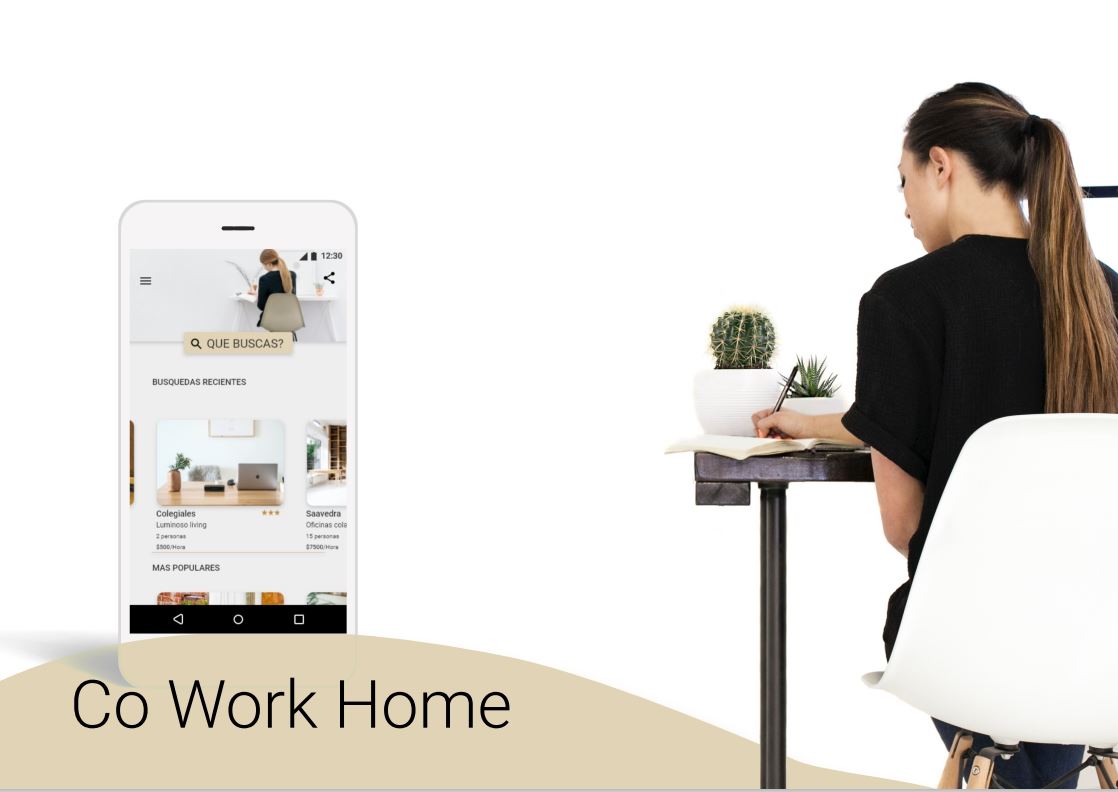 12:30
QUE BUSCAS?
BUSQUEDAS RECIENTES
Colegiales
Luminoso living
2 personas
$500/Hora
Saavedra
Oficinas cola
15 personas
$7500/Hora
MAS POPULARES
Co Work Home